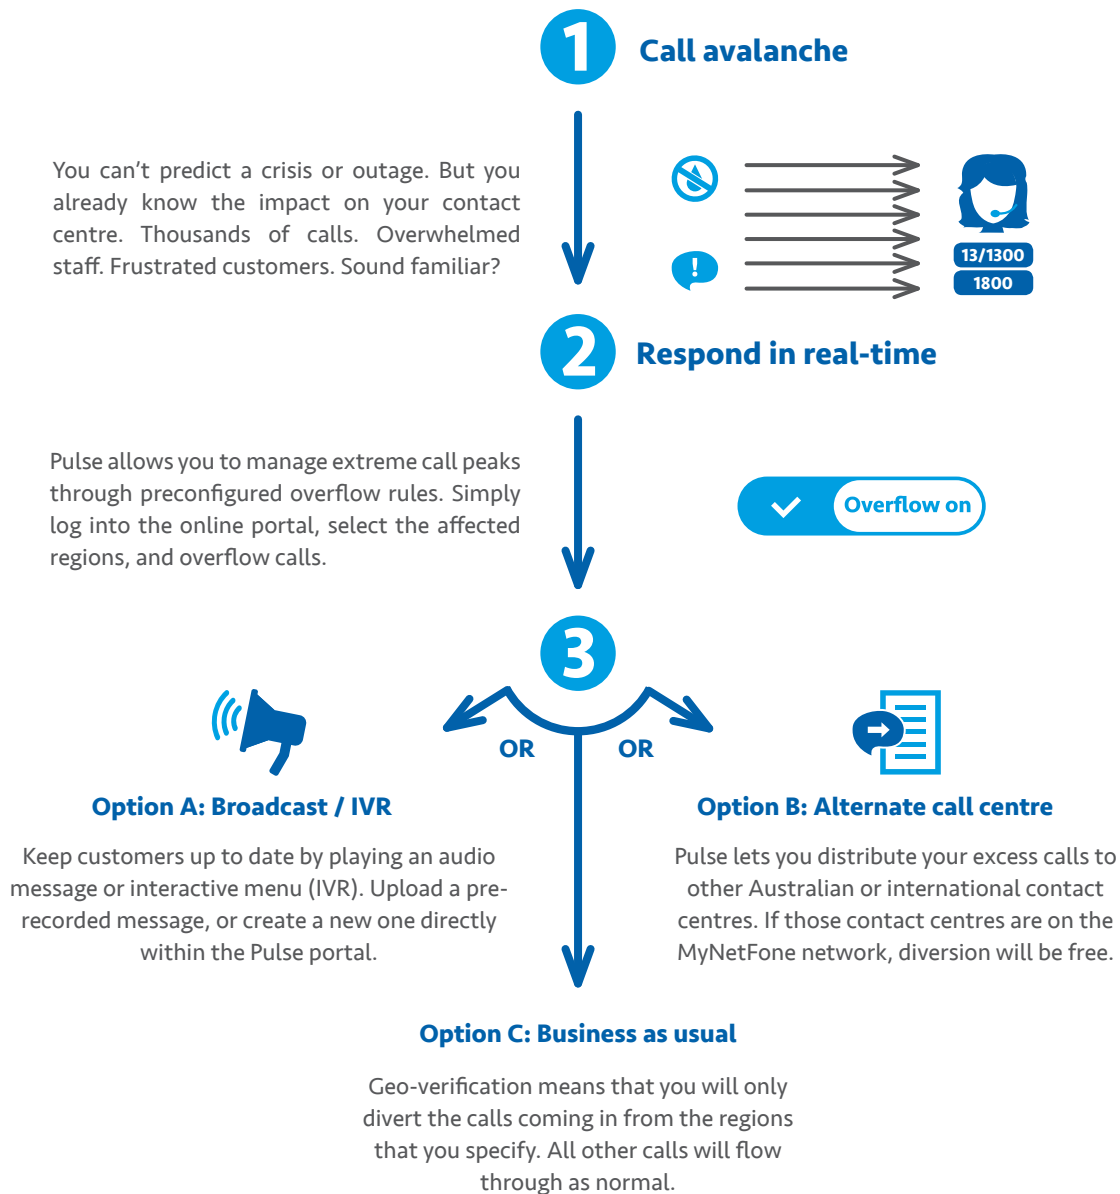 1
Call avalanche
You can’t predict a crisis or outage. But you
already know the impact on your contact
centre. Thousands of calls. Overwhelmed
staff. Frustrated customers. Sound familiar?
!
13/1300
1800
2
Respond in real-time
Pulse allows you to manage extreme call peaks
through preconfigured overflow rules. Simply
log into the online portal, select the affected
regions, and overflow calls.
Overflow on
3
OR
OR
Option A: Broadcast / IVR
Keep customers up to date by playing an audio
message or interactive menu (IVR). Upload a pre-
recorded message, or create a new one directly
within the Pulse portal.
Option B: Alternate call centre
Pulse lets you distribute your excess calls to
other Australian or international contact
centres. If those contact centres are on the
MyNetFone network, diversion will be free.
Option C: Business as usual
Geo-verification means that you will only
divert the calls coming in from the regions
that you specify. All other calls will flow
through as normal.